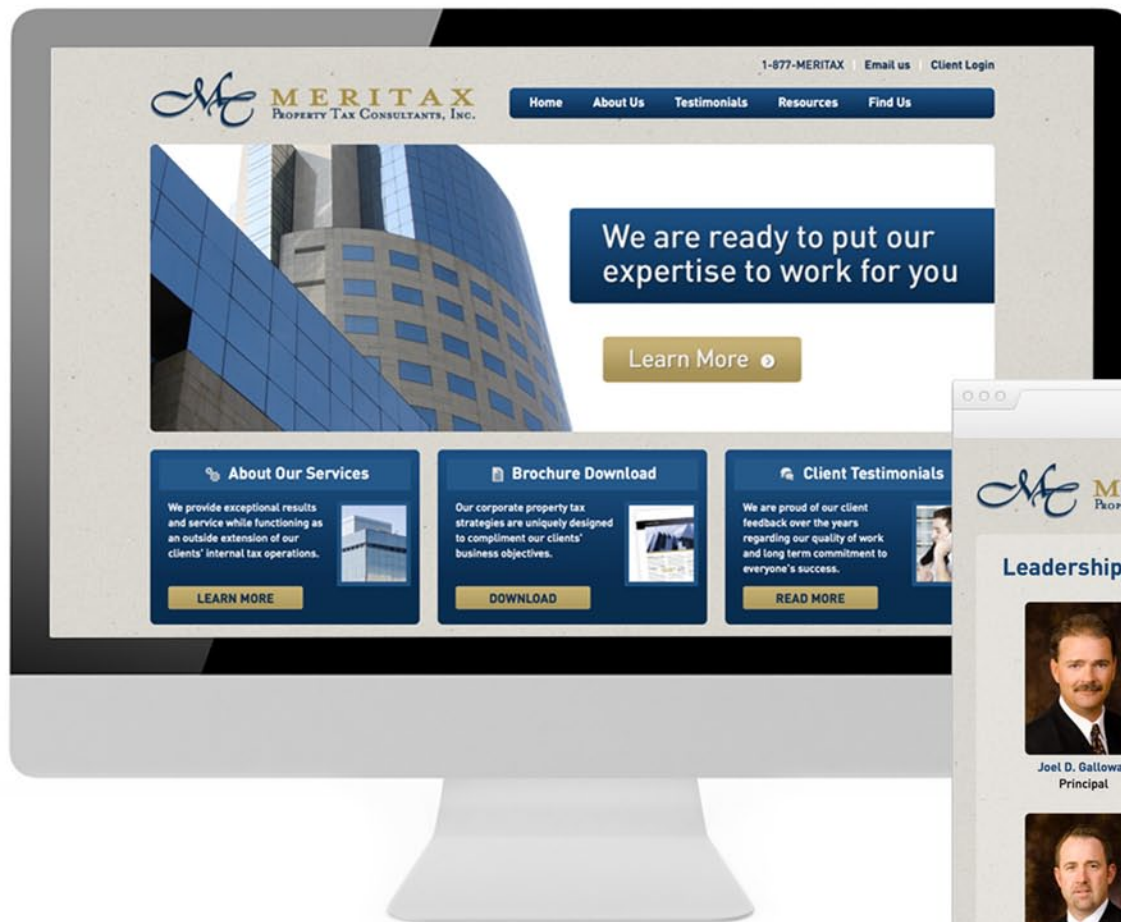 1-877-MERITAX | Email us | Client Login
MERITAX
PROPERTY TAX CONSULTANTS, INC.
Home About Us Testimonials Resources Find Us
We are ready to put our
expertise to work for you
Learn More
About Our Services
We provide exceptional results
and service while functioning as
an outside extension of our
clients' internal tax operations.
LEARN MORE
Brochure Download
Our corporate property tax
strategies are uniquely designed
to compliment our clients'
business objectives.
DOWNLOAD
Client Testimonials
We are proud of our client
feedback over the years
regarding our quality of work
and long term commitment to
everyone's success.
READ MORE
Leadership
Joel D.
Principal